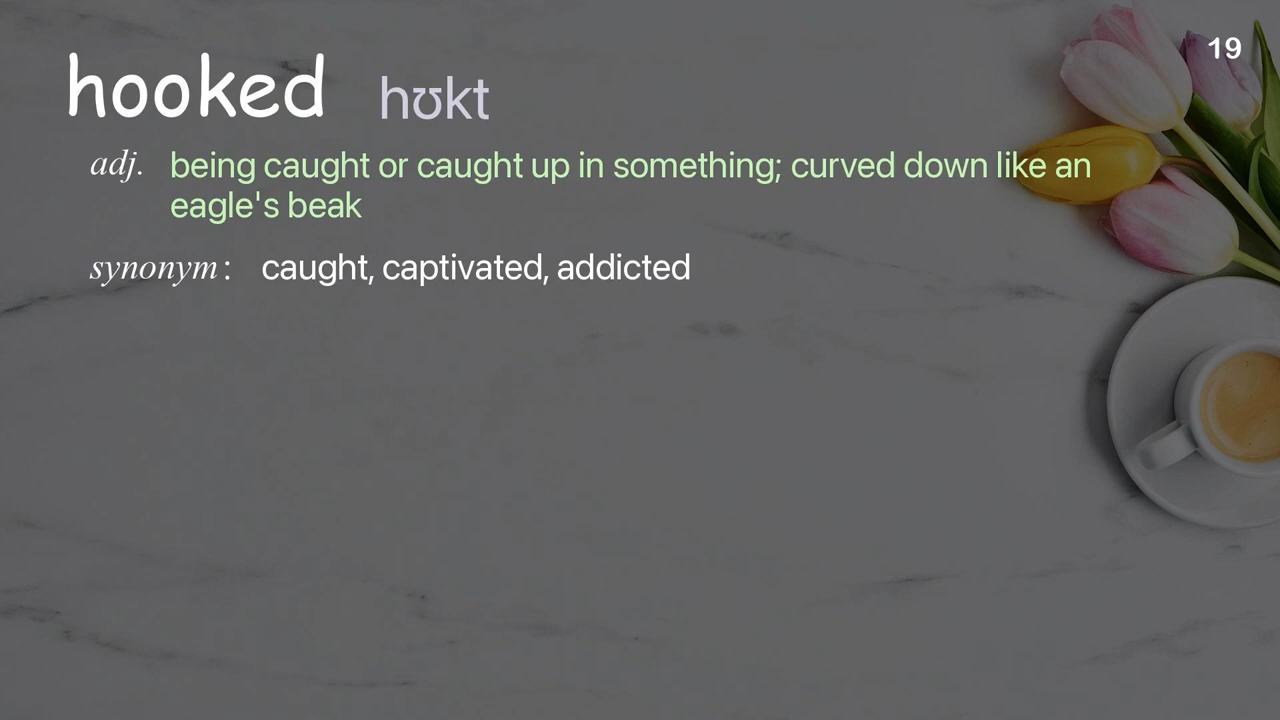 19
hooked hʊkt
adj. being caught or caught up in something; curved down like an
eagle's beak
synonym: caught, captivated, addicted